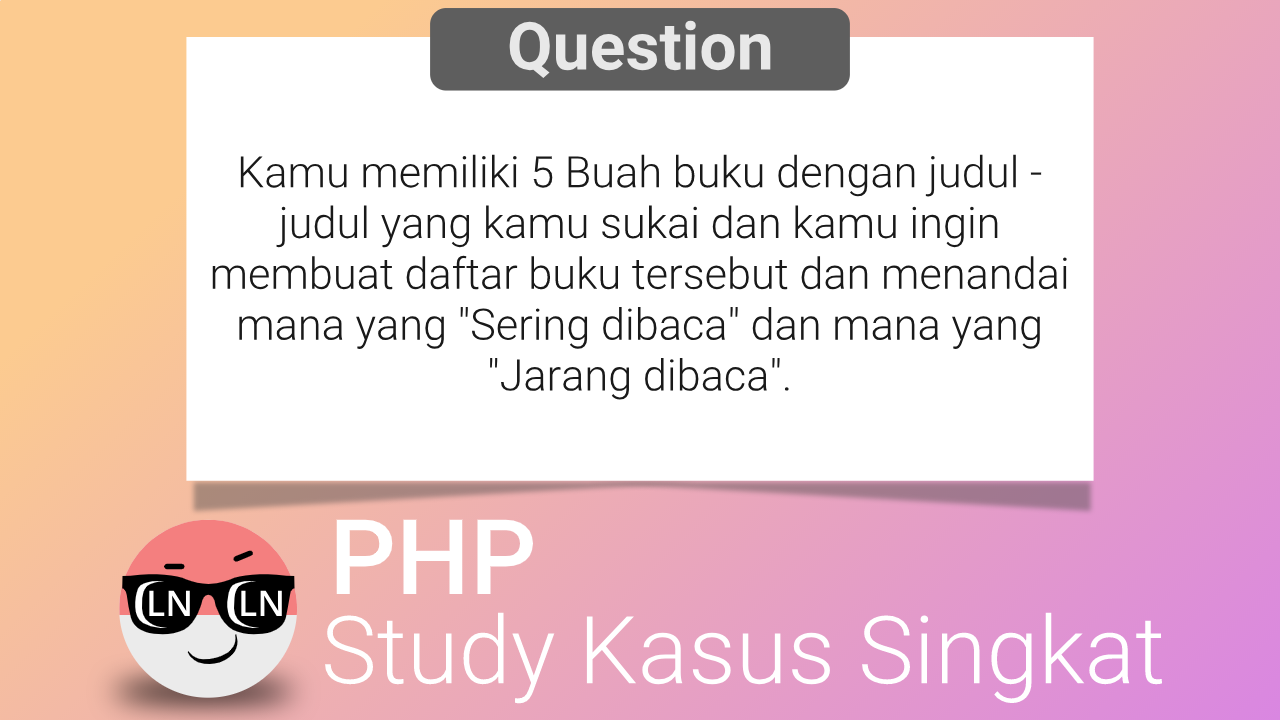 Question
Kamu memiliki 5 Buah buku dengan judul -
judul yang kamu sukai dan kamu ingin
membuat daftar buku tersebut dan menandai
mana yang "Sering dibaca" dan mana yang
"Jarang dibaca".
PHP
LN LN
Study Kasus Singkat